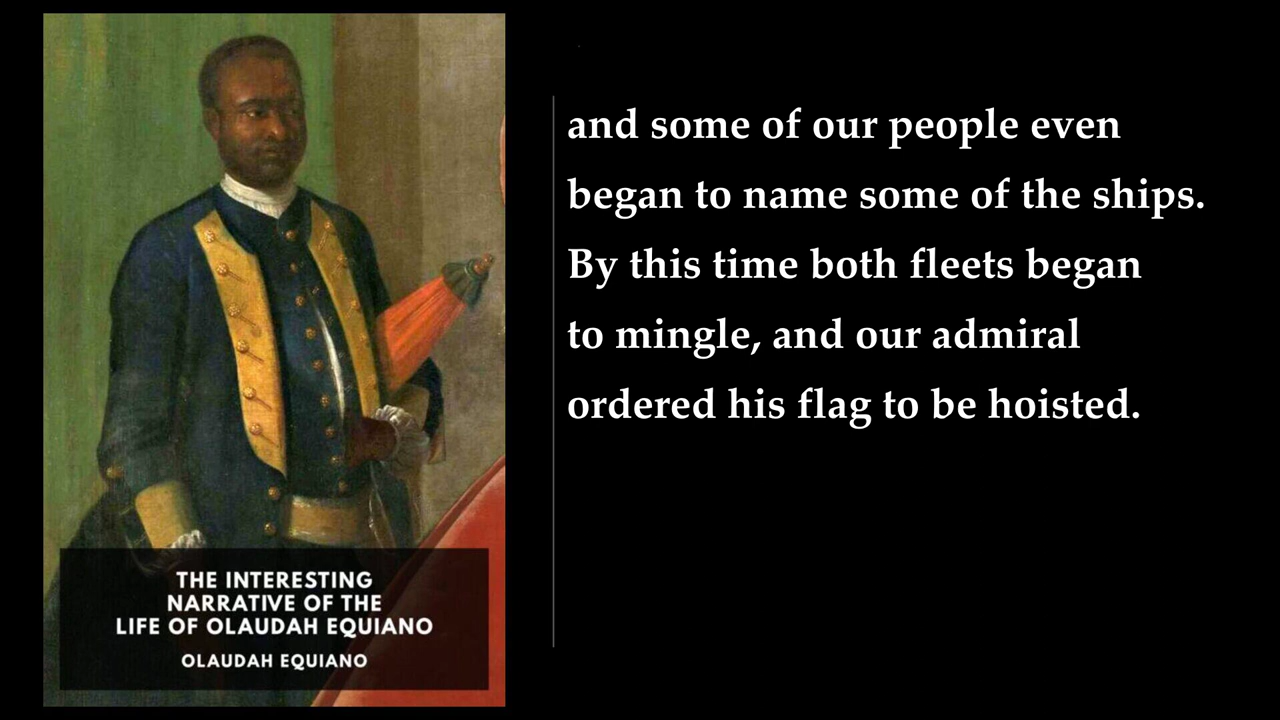 THE INTERESTING
NARRATIVE OF THE
LIFE OF OLAUDAH EQUIANO
OLAUDAH EQUIANO
and some of our people even
began to name some of the ships.
By this time both fleets began
to mingle, and our admiral
ordered his flag to be hoisted.